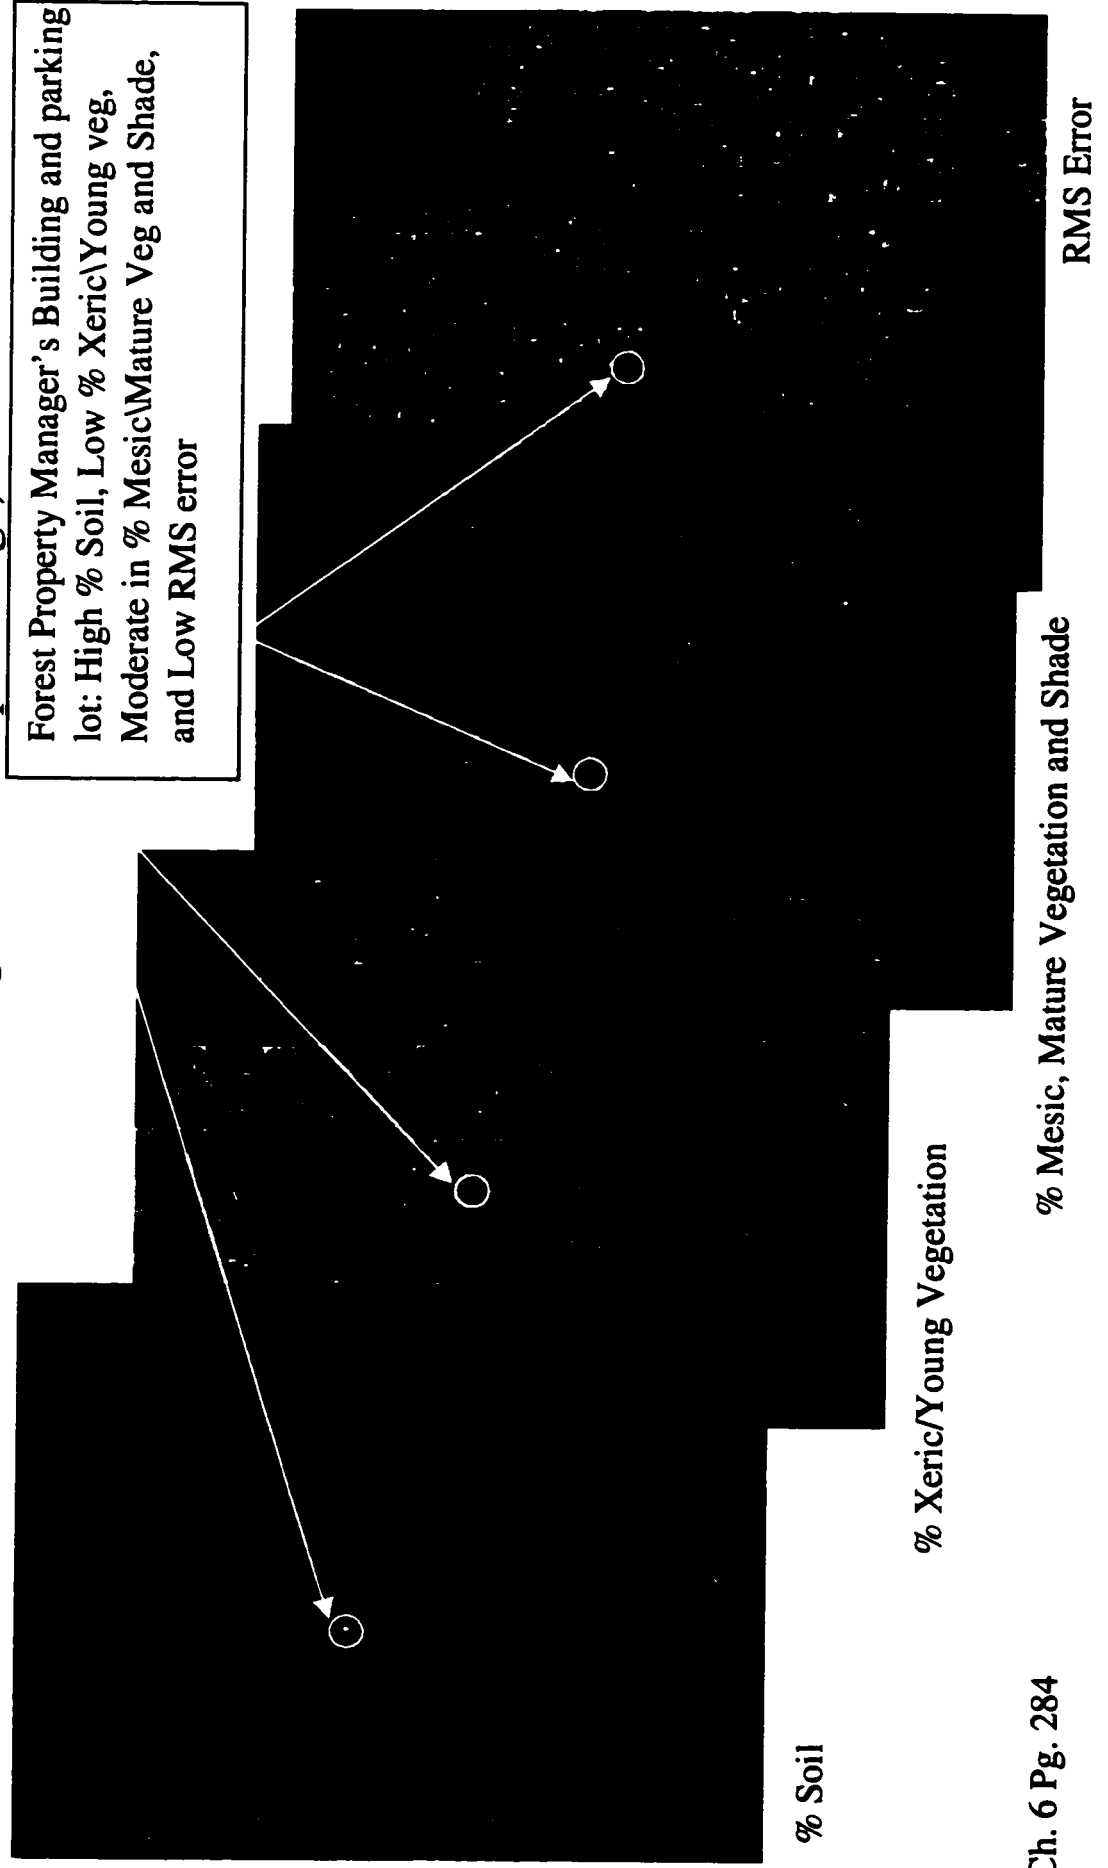 Forest Property Manager's Building and parking
lot: High % Soil, Low % Xeric\Young veg,
Moderate in % Mesic\Mature Veg and Shade,
and Low RMS error
% Soil
% Xeric/Young Vegetation
% Mesic, Mature Vegetation and Shade
RMS Error
Ch. 6 Pg. 284